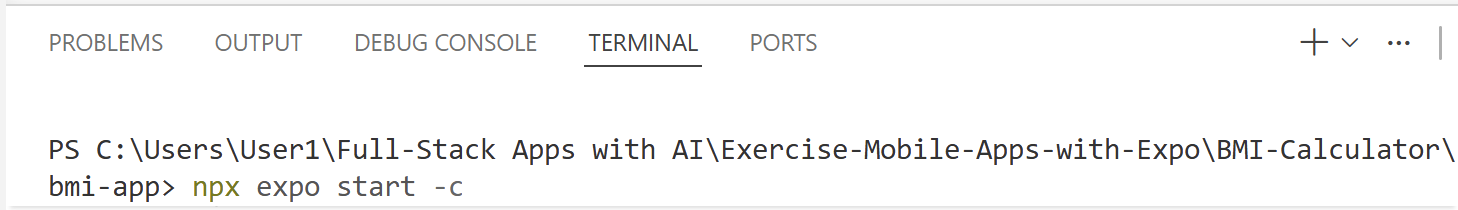 PROBLEMS OUTPUT DEBUG CONSOLE TERMINAL PORTS
PS C:\Users\User1\Full-Stack Apps with AI\Exercise-Mobile-Apps-with-Expo\BMI-Calculator\
bmi-app> npx expo start -c